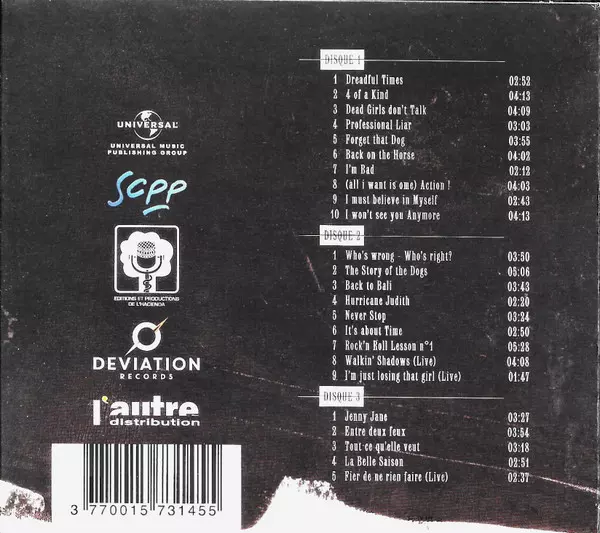 UNIVERSAL
UNIVERSAL MUSIC
PUBLISHING GROUP
SCPP
EDITIONS ET PRODUCTIONS
DE L'HACIENDA
DEVIATION
RECORDS
l'autre
distribution
3 770015 731455
DISQUE 1
1 Dreadful Times 02:52
2 4 of a Kind 04:13
3 Dead Girls don't Talk 04:09
4 Professional Liar 03:03
5 Forget that Dog 03:55
6 Back on the Horse 04:02
7 I'm Bad 02:12
8 (all i want is ome) Action ! 04:03
9 I must believe in Myself 02:43
10 I won't see you Anymore 04:13
DISQUE 2
1 Who's wrong - Who's right? 03:50
2 The Story of the Dogs 05:06
3 Back to Bali 03:43
4 Hurricane Judith 02:20
5 Never Stop 03:24
6 It's about Time 02:50
7 Rock'n Roll Lesson n°1 05:28
8 Walkin' Shadows (Live) 04:08
9 I'm just losing that girl (Live) 01:47
DISQUE 3
1 Jenny Jane 03:27
2 Entre deux feux 03:54
3 Tout ce qu'elle veut 03:18
4 La Belle Saison 02:51
5 Fier de ne rien faire (Live) 02:37